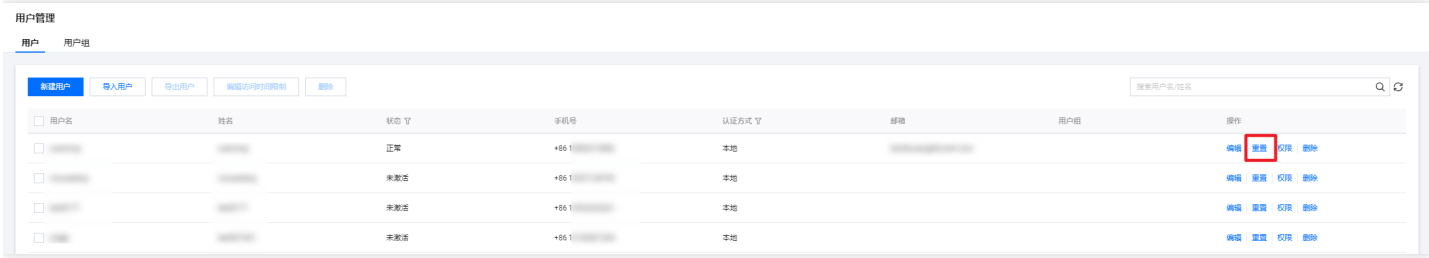 用户管理
用户 用户组
新建用户 导入用户 导出用户 编辑访问时间限制 删除 搜索用户名/姓名
用户名 姓名 状态 手机号 认证方式 邮箱 用户组 操作
正常 +86 1 本地 编辑 重置 权限 删除
未激活 +86 1 本地 编辑 重置 权限 删除
未激活 +86 1 本地 编辑 重置 权限 删除
未激活 +86 1 本地 编辑 重置 权限 删除